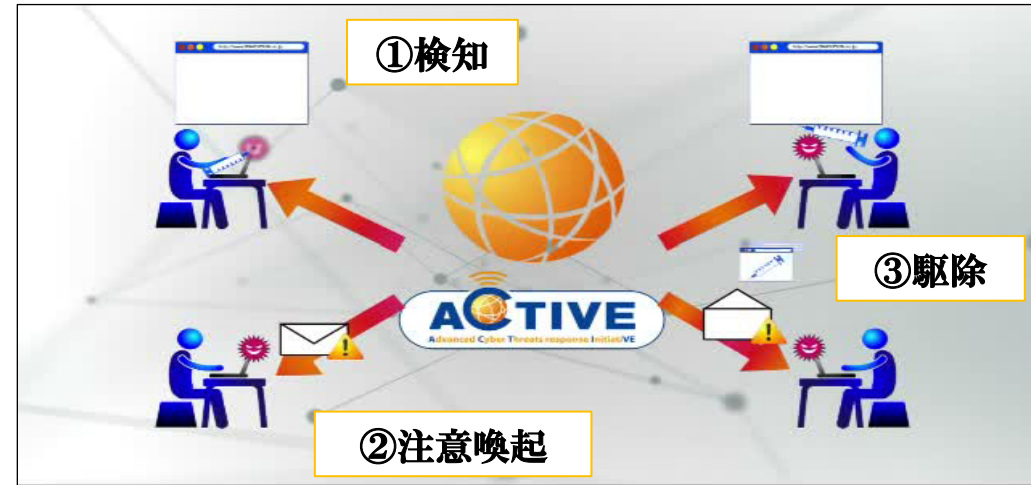 ①検知
ACTIVE
Advanced Cyber Threats response InitiatiVE
③駆除
②注意喚起